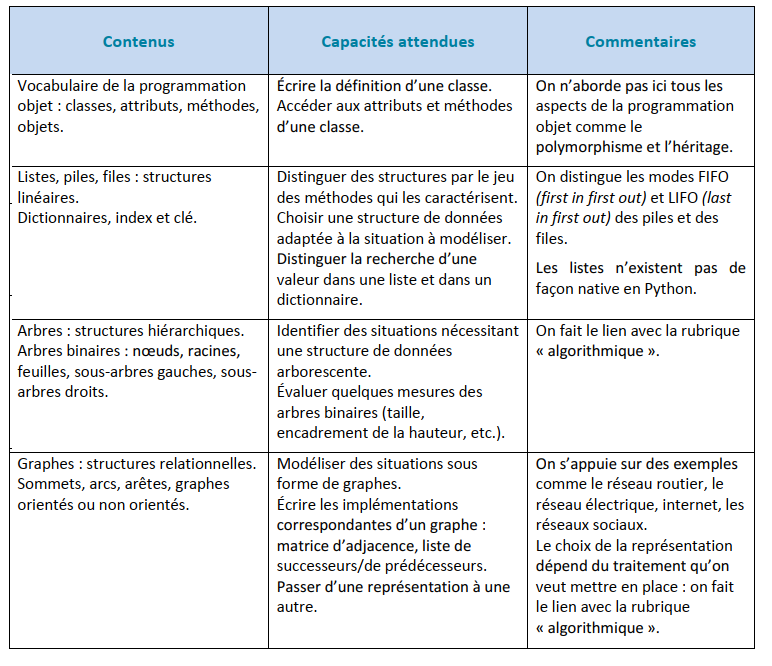 Contenus
Capacités attendues
Commentaires
Vocabulaire de la programmation
objet : classes, attributs, méthodes,
objets.
Écrire la définition d’une classe.
Accéder aux attributs et méthodes
d’une classe.
On n’aborde pas ici tous les
aspects de la programmation
objet comme le
polymorphisme et l’héritage.
Listes, piles, files : structures
linéaires.
Dictionnaires, index et clé.
Distinguer des structures par le jeu
des méthodes qui les caractérisent.
Choisir une structure de données
adaptée à la situation à modéliser.
Distinguer la recherche d’une
valeur dans une liste et dans un
dictionnaire.
On distingue les modes FIFO
(first in first out) et LIFO (last
in first out) des piles et des
files.
Les listes n’existent pas de
façon native en Python.
Arbres : structures hiérarchiques.
Arbres binaires : nœuds, racines,
feuilles, sous-arbres gauches, sous-
arbres droits.
Identifier des situations nécessitant
une structure de données
arborescente.
Évaluer quelques mesures des
arbres binaires (taille,
encadrement de la hauteur, etc.).
On fait le lien avec la rubrique
« algorithmique ».
Graphes : structures relationnelles.
Sommets, arcs, arêtes, graphes
orientés ou non orientés.
Modéliser des situations sous
forme de graphes.
Écrire les implémentations
correspondantes d’un graphe :
matrice d’adjacence, liste de
successeurs/de prédécesseurs.
Passer d’une représentation à une
autre.
On s’appuie sur des exemples
comme le réseau routier, le
réseau électrique, internet, les
réseaux sociaux.
Le choix de la représentation
dépend du traitement qu’on
veut mettre en place : on fait
le lien avec la rubrique
« algorithmique ».